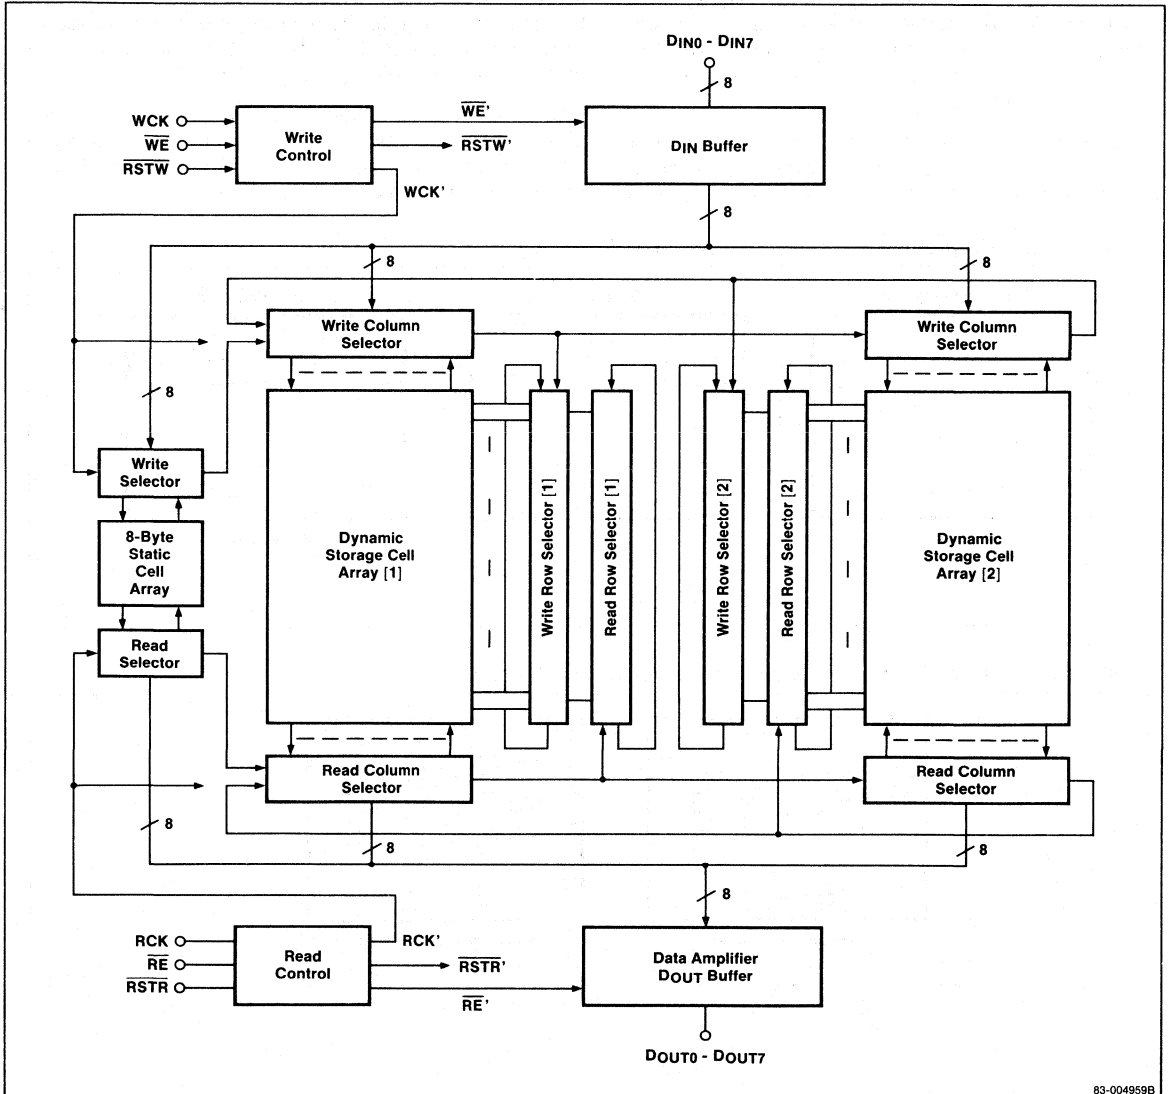 DIN0 - DIN7
8
WCK
WE
RSTW
Write
Control
WE'
RSTW'
WCK'
DIN Buffer
8
8
8
8
Write Column
Selector
Write Column
Selector
Write
Selector
8-Byte
Static
Cell
Array
Read
Selector
Dynamic
Storage Cell
Array [1]
Write Row Selector [1]
Read Row Selector [1]
Write Row Selector [2]
Read Row Selector [2]
Dynamic
Storage Cell
Array [2]
Read Column
Selector
Read Column
Selector
8
8
8
8
RCK
RE
RSTR
Read
Control
RCK'
RSTR'
RE'
Data Amplifier
DOUT Buffer
DOUT0 - DOUT7
83-004959B